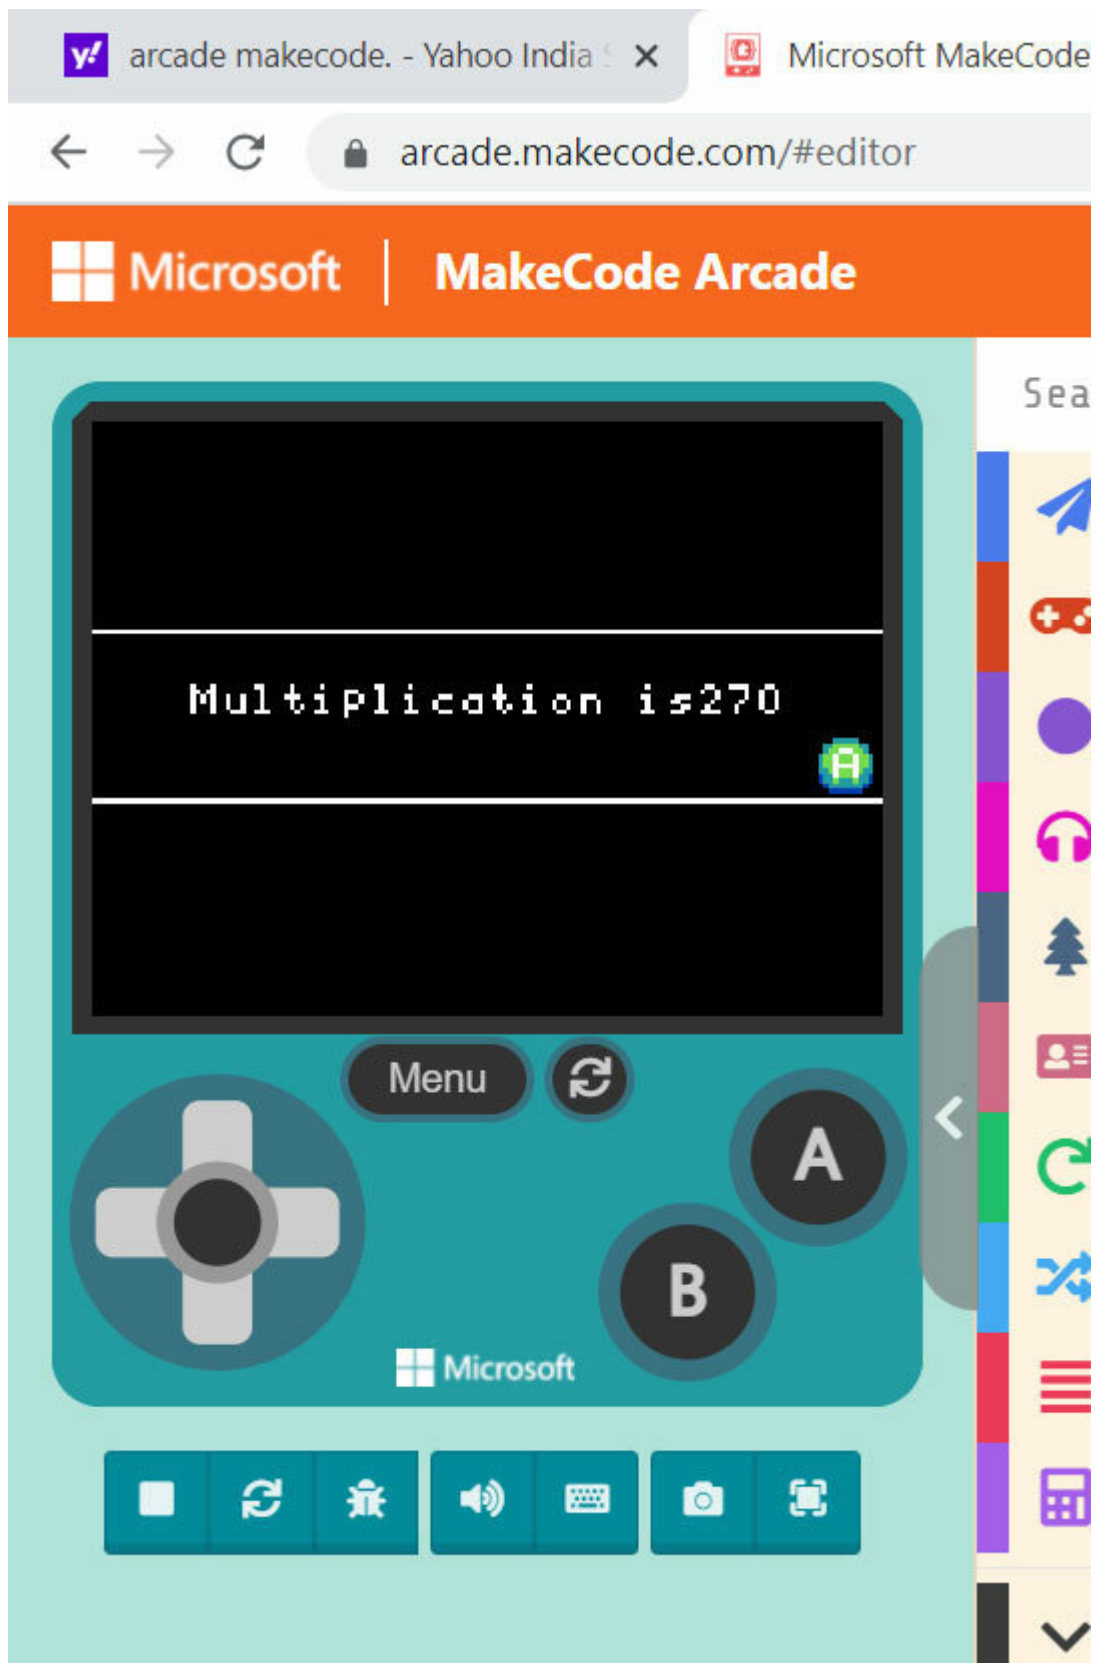 y! arcade makecode. - Yahoo India
Microsoft MakeCode
arcade.makecode.com/#editor
Microsoft | MakeCode Arcade
Sea
Multiplication is270
A
Menu
A
B
Microsoft